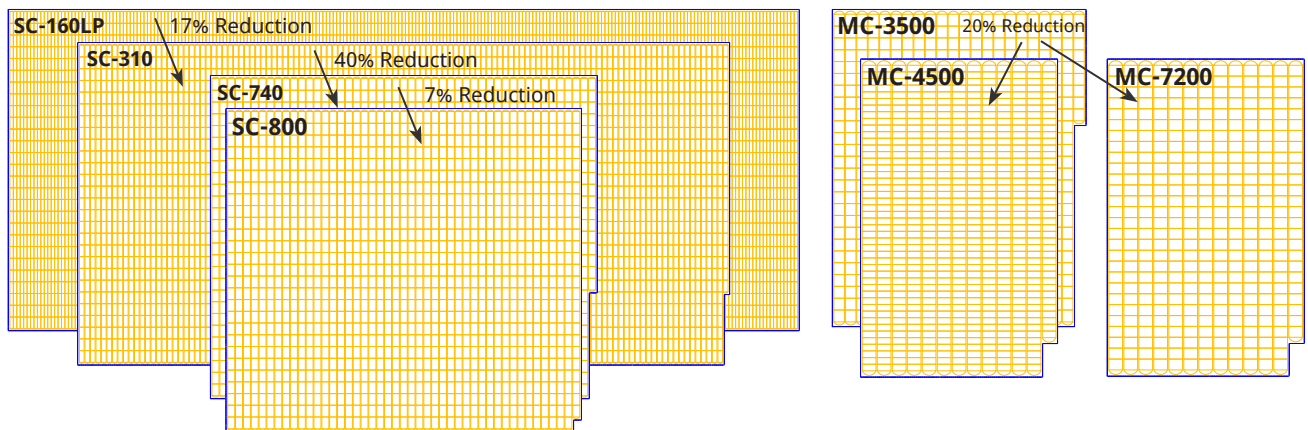 SC-160LP
17% Reduction
SC-310
40% Reduction
SC-740
7% Reduction
SC-800
MC-3500
20% Reduction
MC-4500
MC-7200